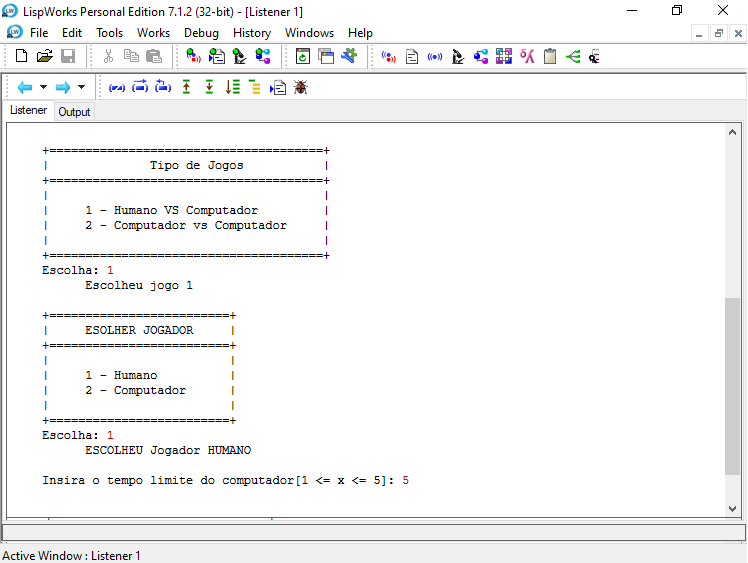 LispWorks Personal Edition 7.1.2 (32-bit) - [Listener 1]
File Edit Tools Works Debug History Windows Help
Listener Output
+======================================+
| Tipo de Jogos |
+======================================+
| |
| 1 - Humano VS Computador |
| 2 - Computador vs Computador |
| |
+======================================+
Escolha: 1
Escolheu jogo 1
+=========================+
| ESOLHER JOGADOR |
+=========================+
| |
| 1 - Humano |
| 2 - Computador |
| |
+=========================+
Escolha: 1
ESCOLHEU Jogador HUMANO
Insira o tempo limite do computador[1 <= x <= 5]: 5
Active Window : Listener 1